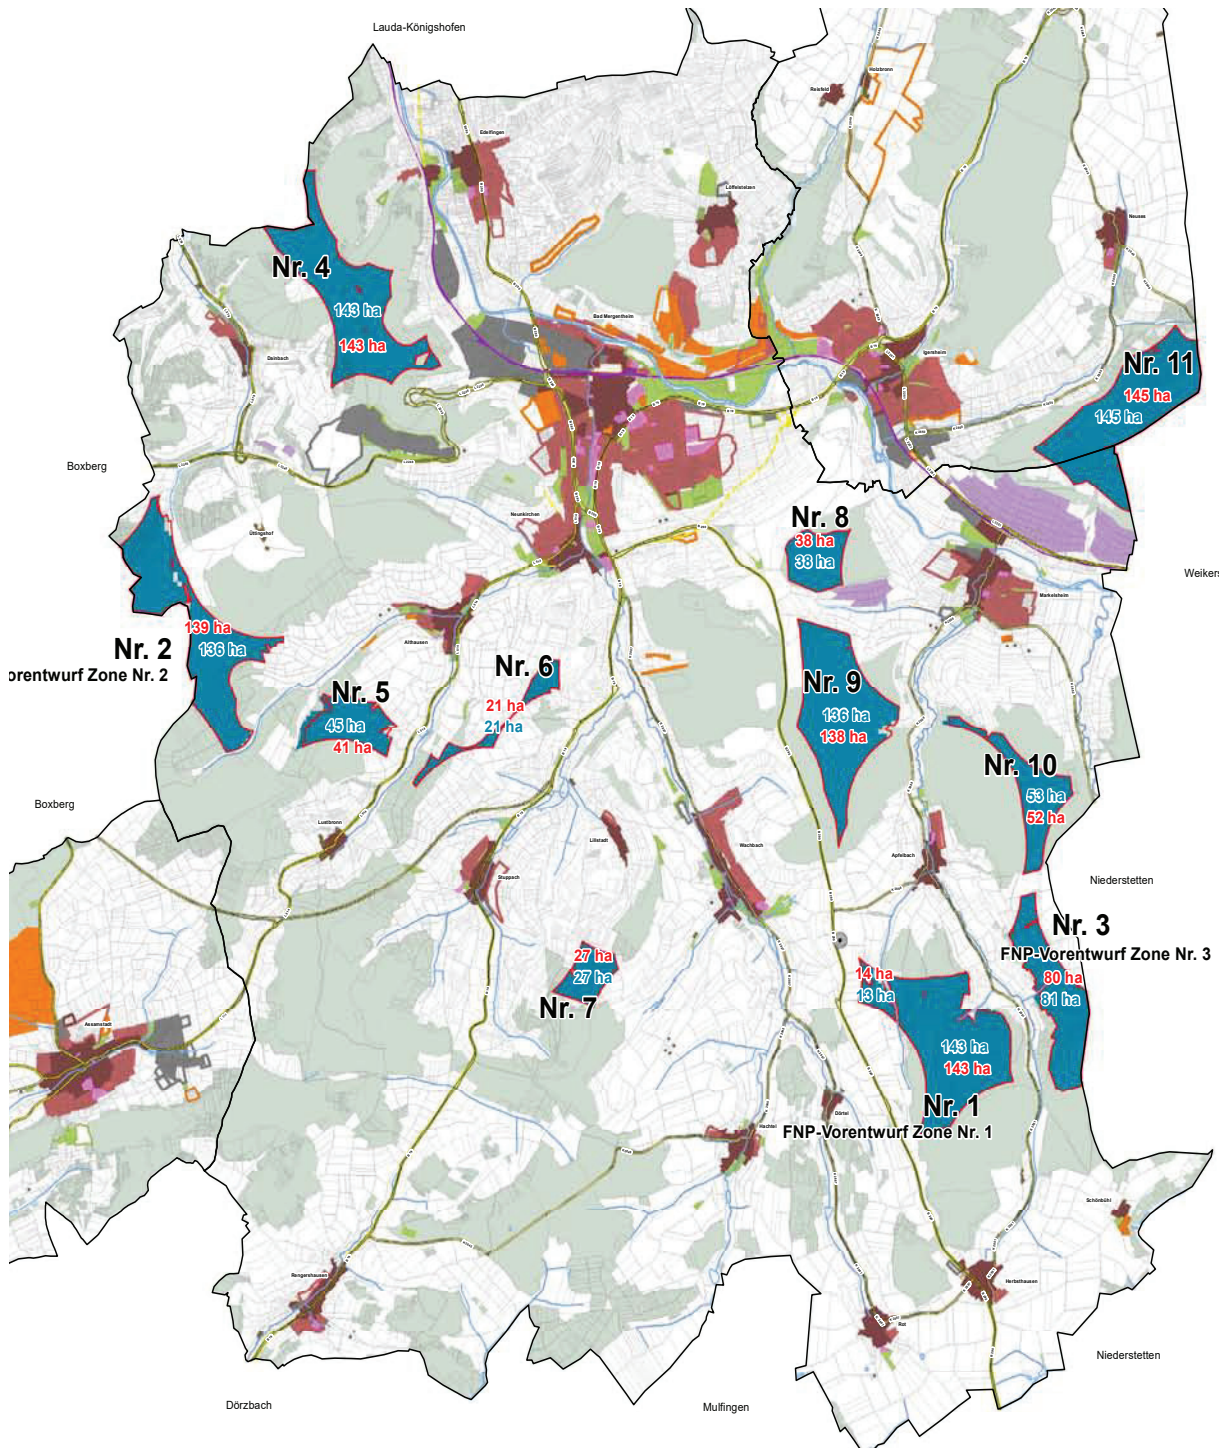 Lauda-Königshofen
Holzbronn
Reisfeld
Edelfingen
Löffelstelzen
Neuses
Nr. 4
143 ha
143 ha
Bad Mergentheim
Dainbach
Igersheim
Nr. 11
145 ha
145 ha
Boxberg
Neunkirchen
Üttingshof
Nr. 8
38 ha
38 ha
Weikers
Markelsheim
139 ha
136 ha
Nr. 2
orentwurf Zone Nr. 2
Althausen
Nr. 6
21 ha
21 ha
Nr. 5
45 ha
41 ha
Nr. 9
136 ha
138 ha
Nr. 10
53 ha
52 ha
Boxberg
Lustbronn
Lillstadt
Wachbach
Apfelbach
Stuppach
Niederstetten
Nr. 3
FNP-Vorentwurf Zone Nr. 3
80 ha
81 ha
27 ha
27 ha
Nr. 7
14 ha
13 ha
143 ha
143 ha
Nr. 1
FNP-Vorentwurf Zone Nr. 1
Assamstadt
Dörtel
Hachtel
Schönbühl
Rengershausen
Herbsthausen
Rot
Niederstetten
Dörzbach
Mulfingen